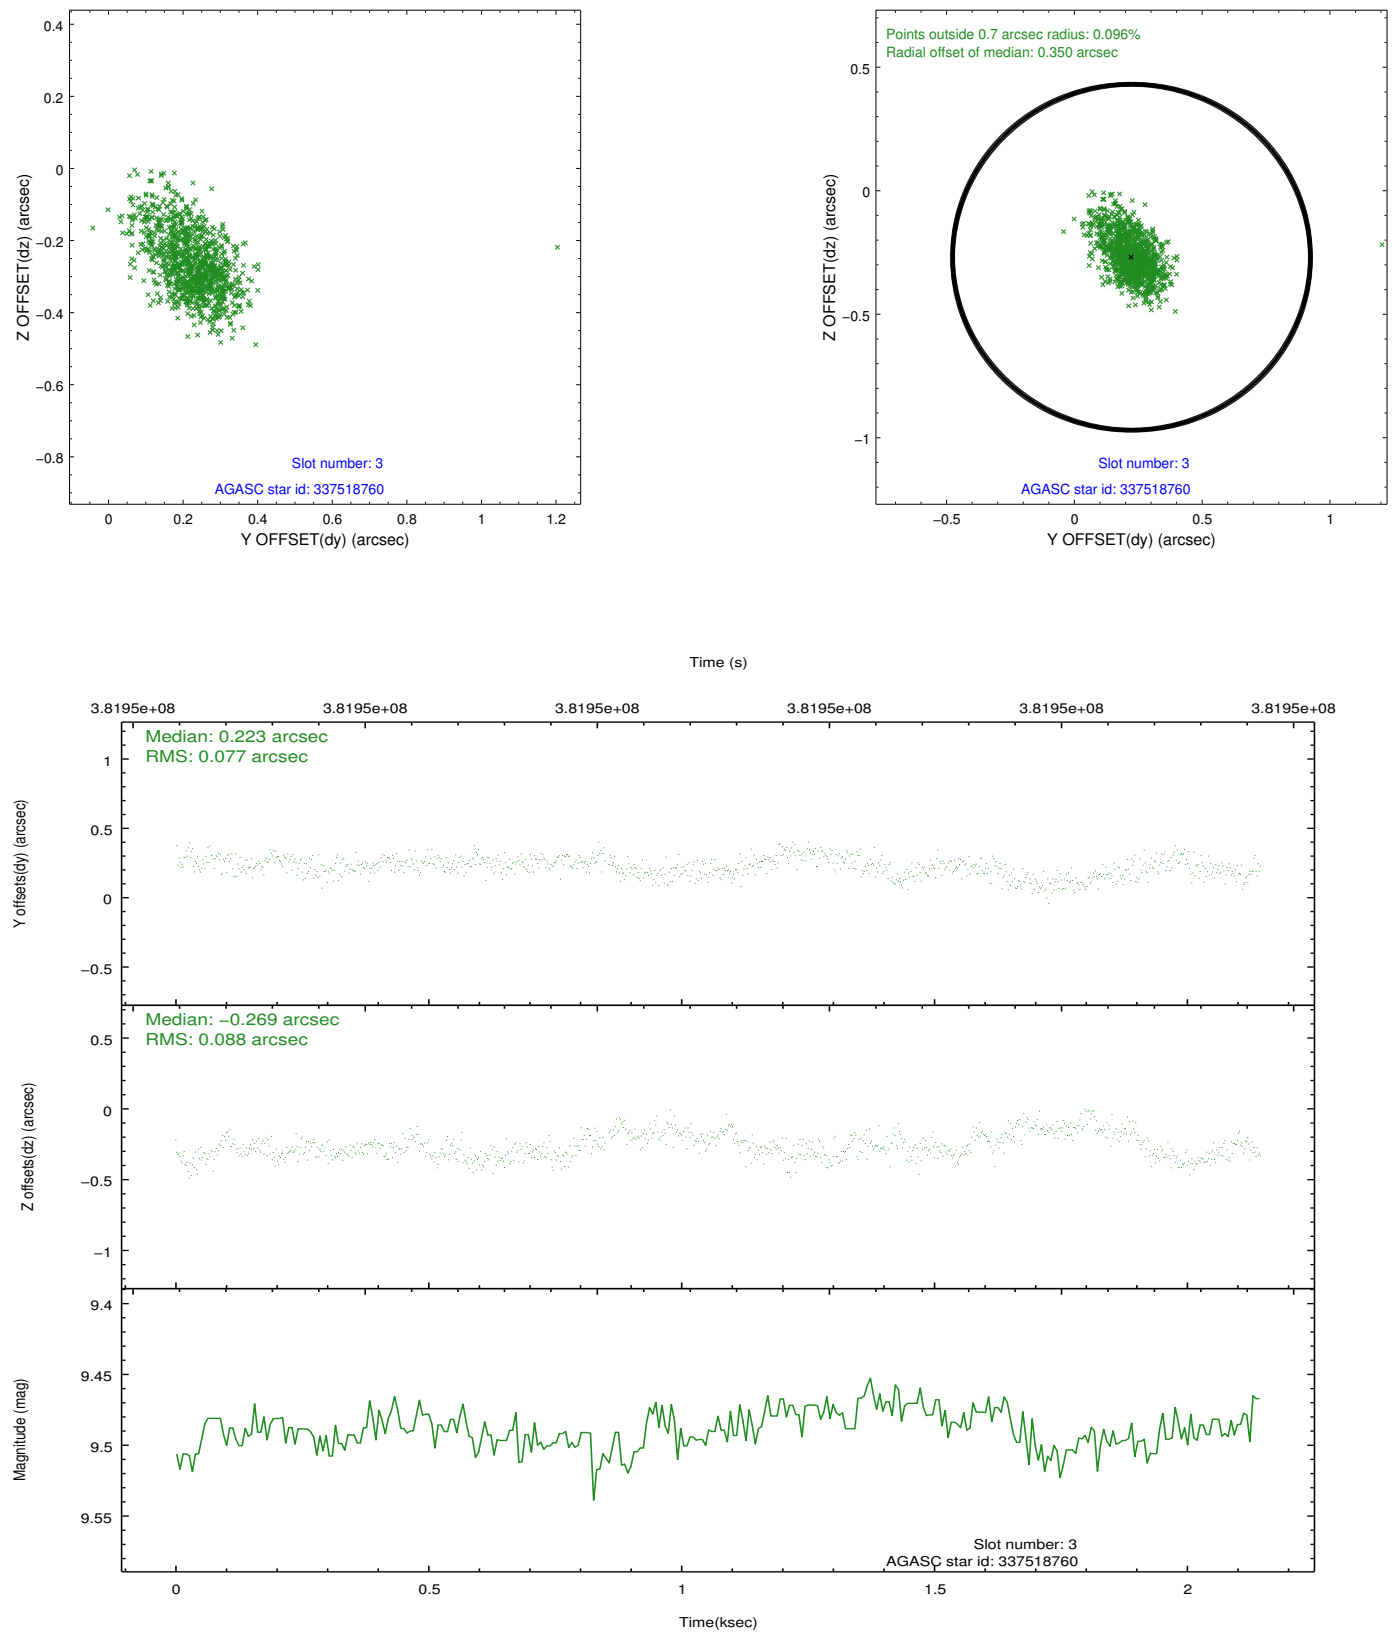 0.4
0.2
0
−0.2
−0.4
−0.6
−0.8
Z OFFSET(dz) (arcsec)
Slot number: 3
AGASC star id: 337518760
0 0.2 0.4 0.6 0.8 1 1.2
Y OFFSET(dy) (arcsec)
Points outside 0.7 arcsec radius: 0.096%
Radial offset of median: 0.350 arcsec
0.5
0
−0.5
−1
Z OFFSET(dz) (arcsec)
Slot number: 3
AGASC star id: 337518760
−0.5 0 0.5 1
Y OFFSET(dy) (arcsec)
Time (s)
3.8195e+08 3.8195e+08 3.8195e+08 3.8195e+08 3.8195e+08 3.8195e+08
Median: 0.223 arcsec
RMS: 0.077 arcsec
1
0.5
0
−0.5
Y offsets(dy) (arcsec)
Median: −0.269 arcsec
RMS: 0.088 arcsec
0.5
0
−0.5
−1
Z offsets(dz) (arcsec)
9.4
9.45
9.5
9.55
Magnitude (mag)
Slot number: 3
AGASC star id: 337518760
0 0.5 1 1.5 2
Time(ksec)